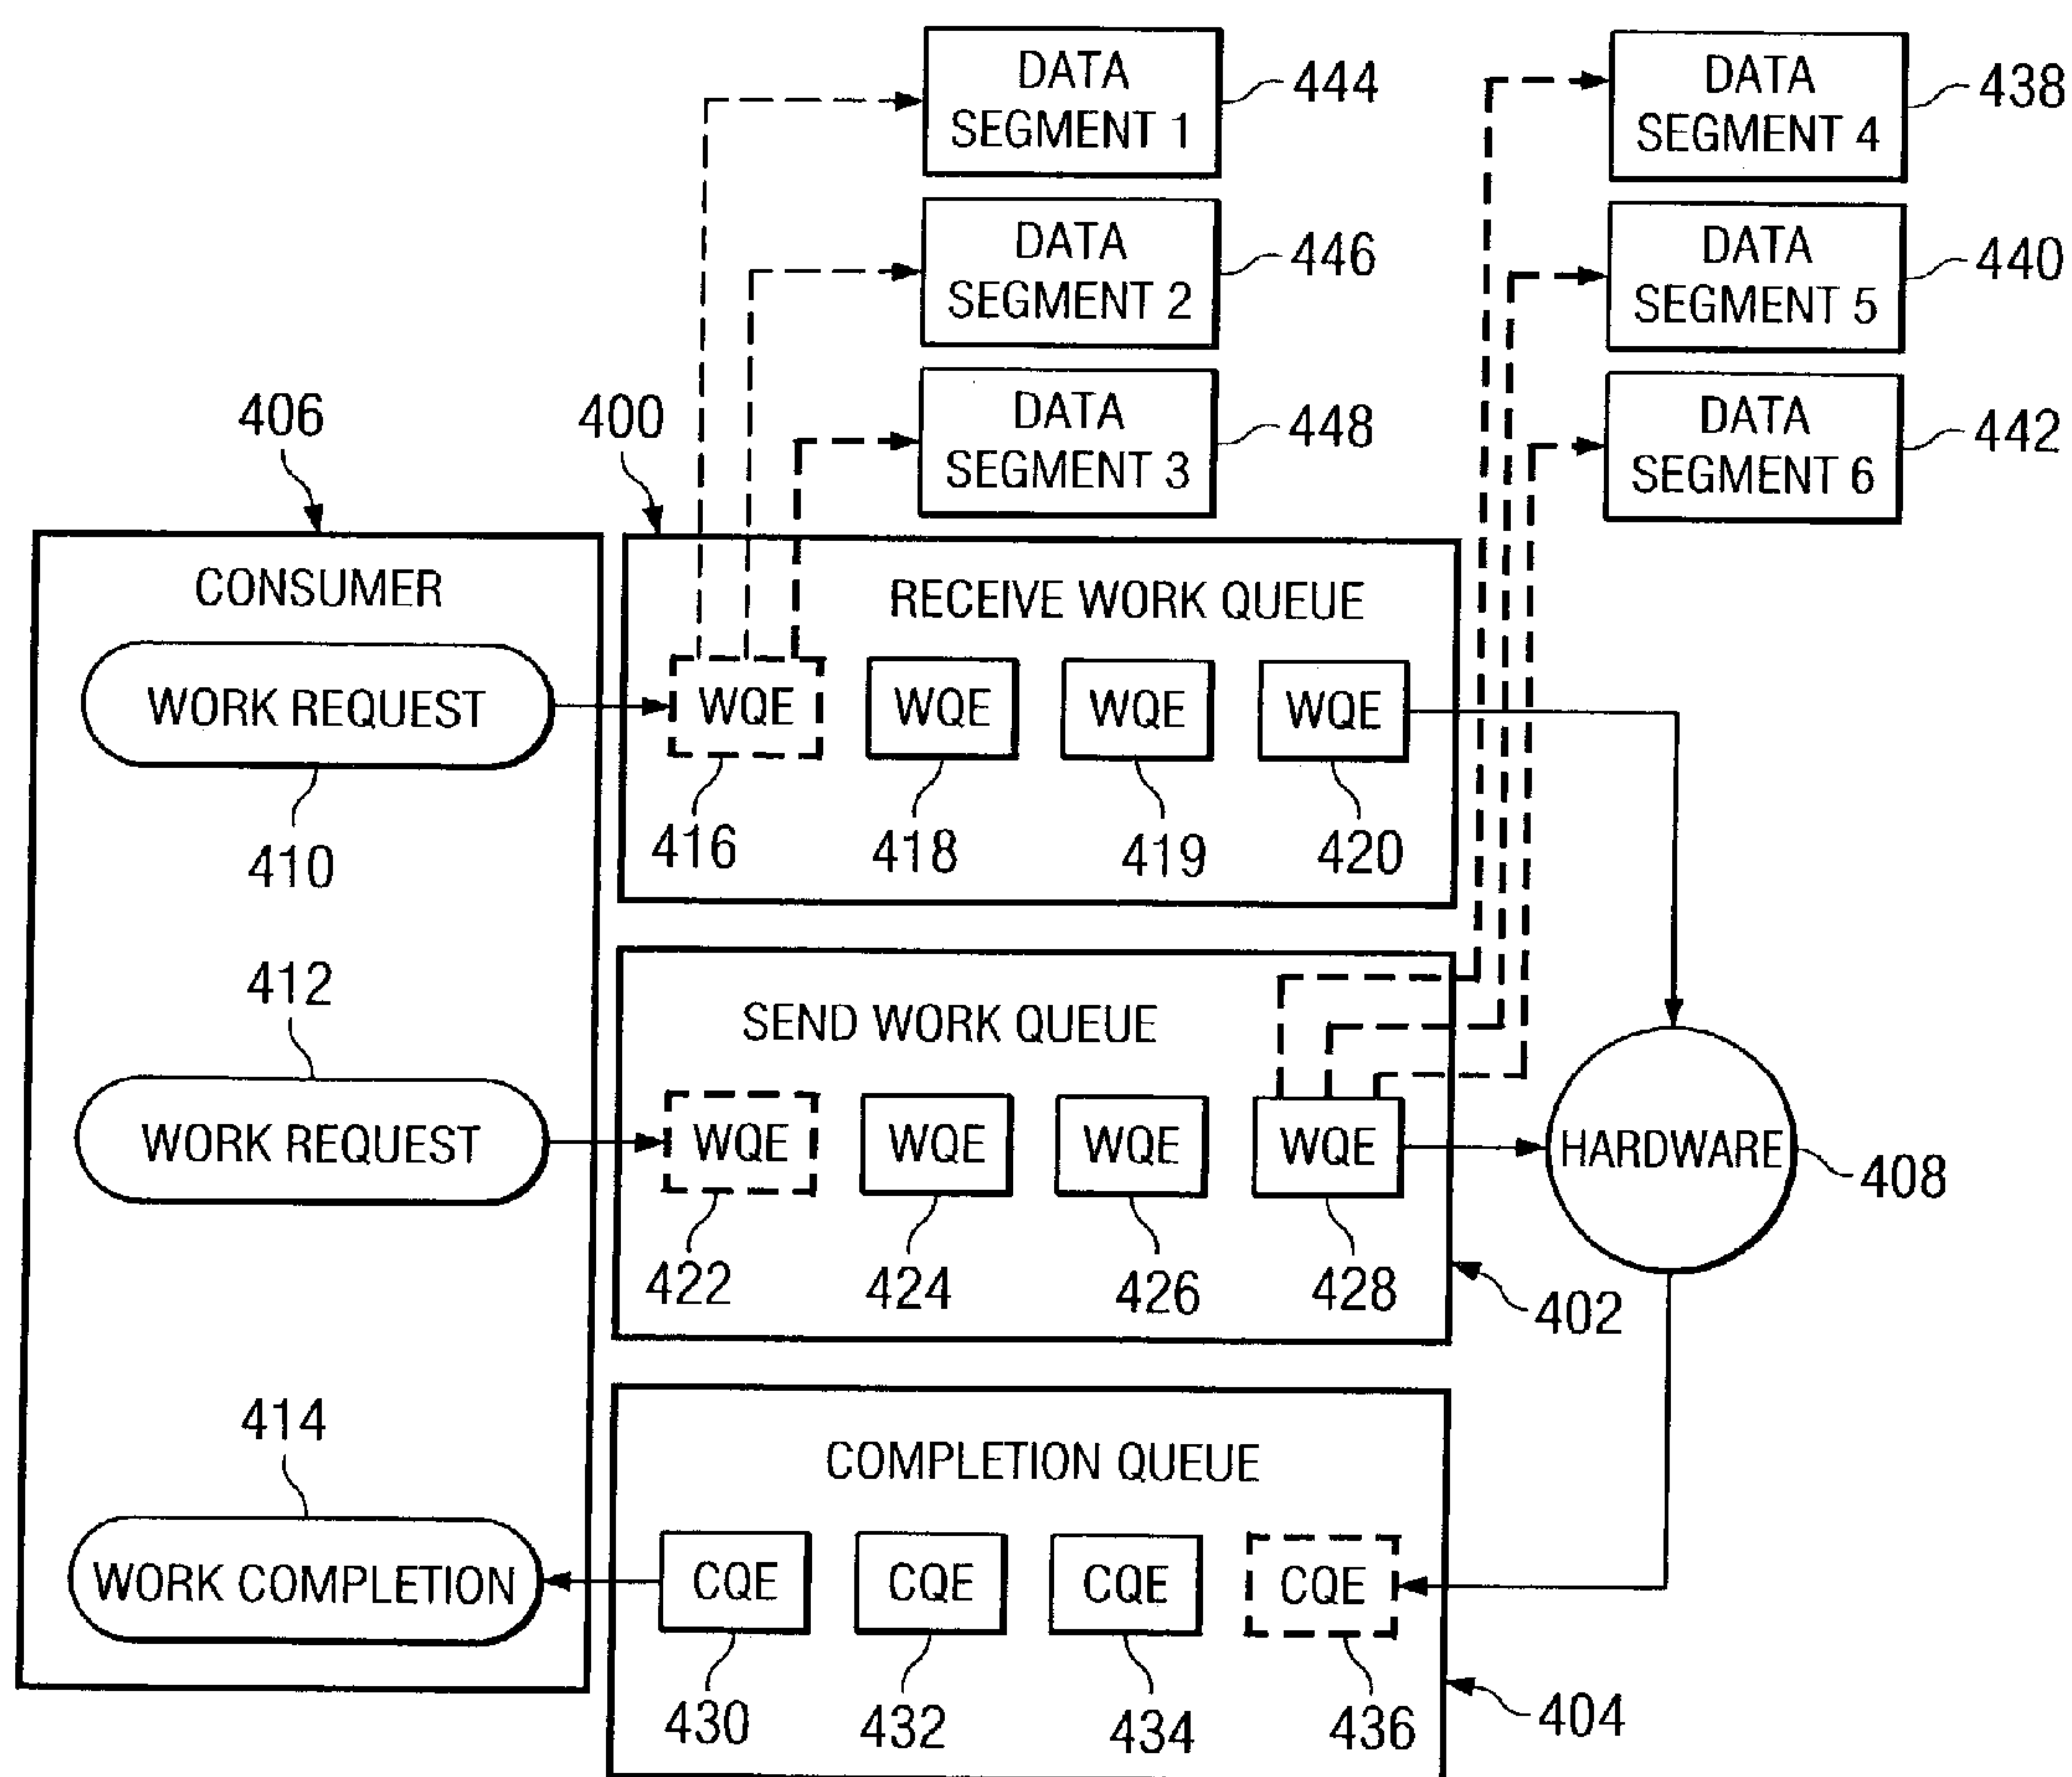 DATA
SEGMENT 1
444
DATA
SEGMENT 4
438
DATA
SEGMENT 2
446
DATA
SEGMENT 5
440
DATA
SEGMENT 3
448
DATA
SEGMENT 6
442
406
400
CONSUMER
RECEIVE WORK QUEUE
WORK REQUEST
410
WQE
WQE
WQE
WQE
416
418
419
420
412
SEND WORK QUEUE
WORK REQUEST
WQE
WQE
WQE
WQE
HARDWARE
408
422
424
426
428
402
414
COMPLETION QUEUE
WORK COMPLETION
CQE
CQE
CQE
CQE
430
432
434
436
404